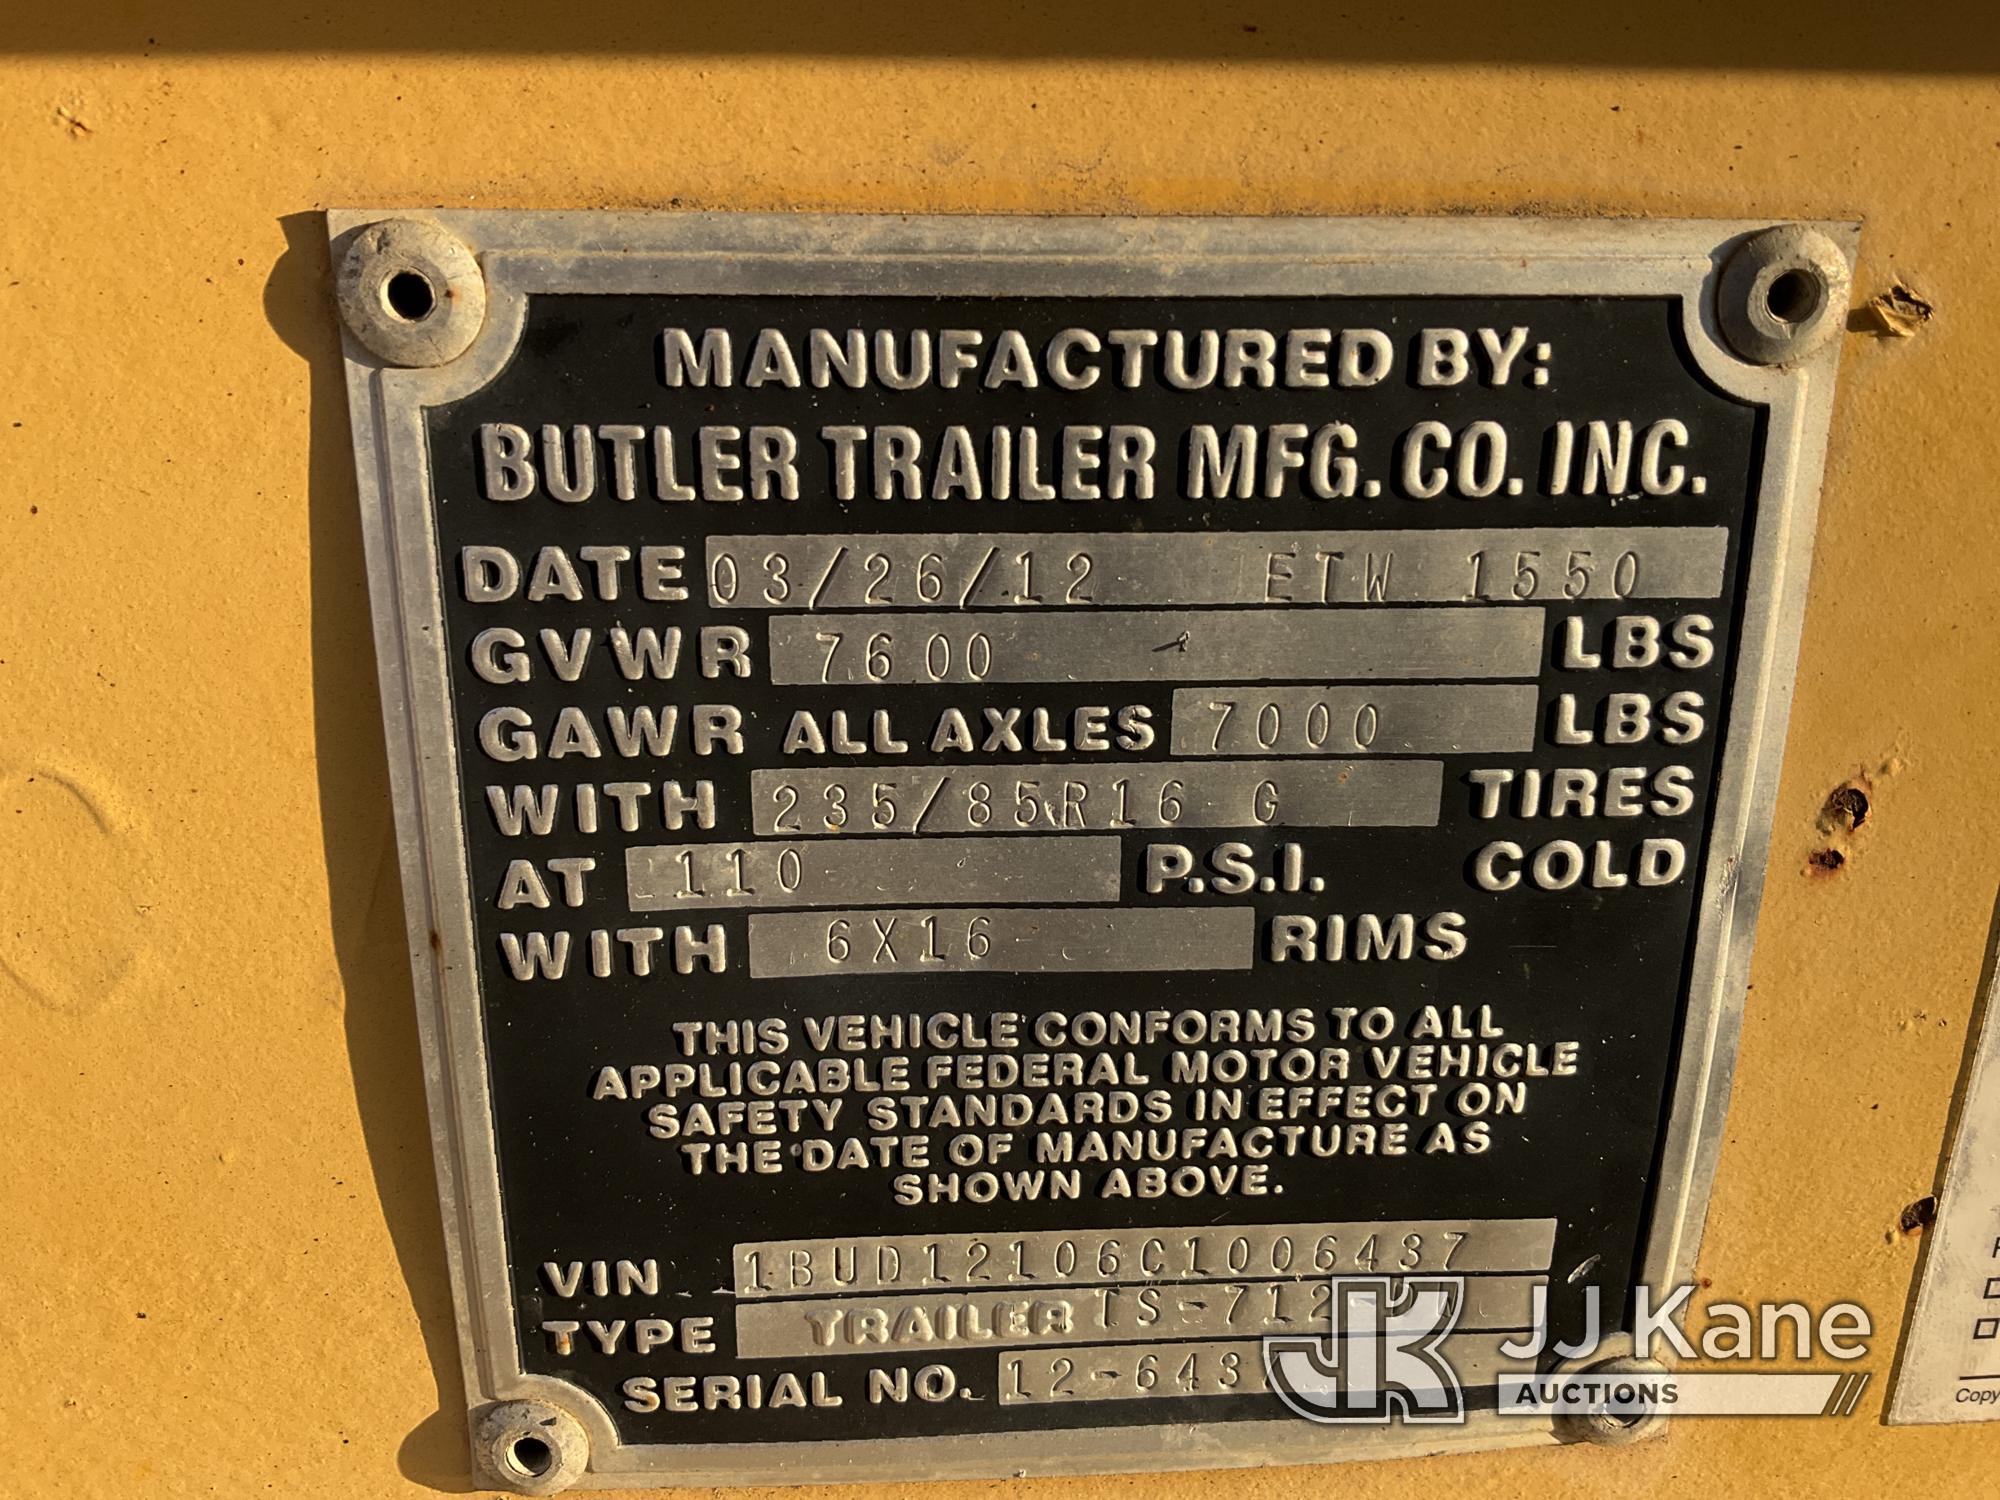 MANUFACTURED BY:
BUTLER TRAILER MFG. CO. INC.
DATE 03/26/12 ETW 1550
GVWR 7600 LBS
GAWR ALL AXLES 7000 LBS
WITH 235/85R16 G TIRES
AT 110 P.S.I. COLD
WITH 6X16 RIMS
THIS VEHICLE CONFORMS TO ALL
APPLICABLE FEDERAL MOTOR VEHICLE
SAFETY STANDARDS IN EFFECT ON
THE DATE OF MANUFACTURE AS
SHOWN ABOVE.
VIN 1BUD12106C1006437
TYPE TRAILER
SERIAL NO.
JJ Kane
AUCTIONS